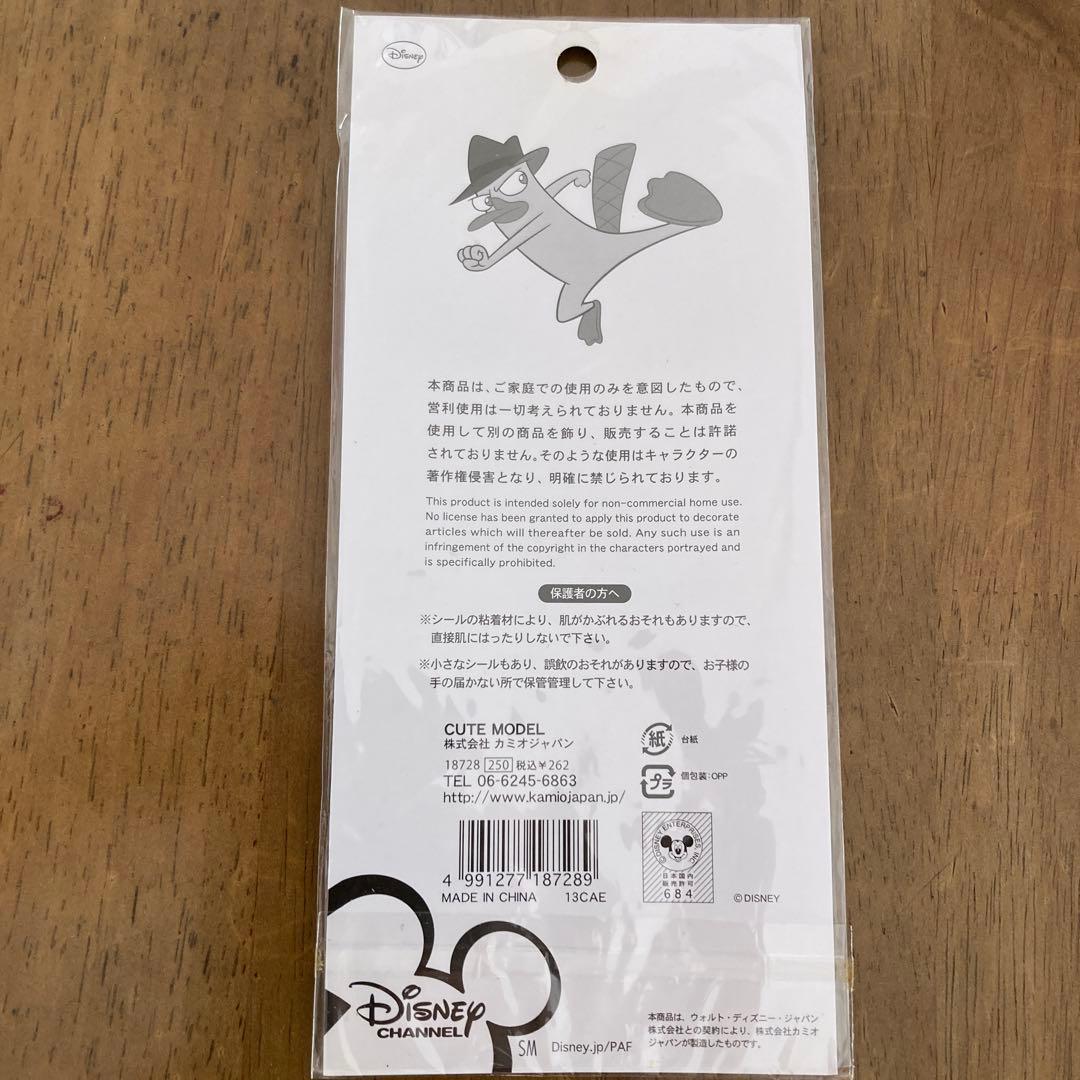 Disney
本商品は、ご家庭での使用のみを意図したもので、
営利使用は一切考えられておりません。本商品を
使用して別の商品を飾り、販売することは許諾
されておりません。そのような使用はキャラクターの
著作権侵害となり、明確に禁じられております。
This product is intended solely for non-commercial home use.
No license has been granted to apply this product to decorate
articles which will thereafter be sold. Any such use is an
infringement of the copyright in the characters portrayed and
is specifically prohibited.
保護者の方へ
※シールの粘着材により、肌がかぶれるおそれもありますので、
直接肌にはったりしないで下さい。
※小さなシールもあり、誤飲のおそれがありますので、お子様の
手の届かない所で保管管理して下さい。
CUTE MODEL
株式会社 カミオジャパン
18728 250 税込¥262
TEL 06-6245-6863
http://www.kamiojapan.jp/
紙 台紙
プラ 個包装:OPP
4 991277 187289
MADE IN CHINA 13CAE
©DISNEY ENTERPRISES INC.
日本国内
販売許可
684
©DISNEY
DISNEY
CHANNEL
SM Disney.jp/PAF
本商品は、ウォルト・ディズニー・ジャパン
株式会社との契約により、株式会社カミオ
ジャパンが製造したものです。